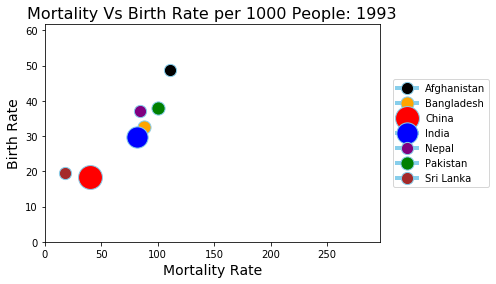 Mortality Vs Birth Rate per 1000 People: 1993
60
50
40
30
20
10
0
Birth Rate
0
50
100
150
200
250
Mortality Rate
Afghanistan
Bangladesh
China
India
Nepal
Pakistan
Sri Lanka